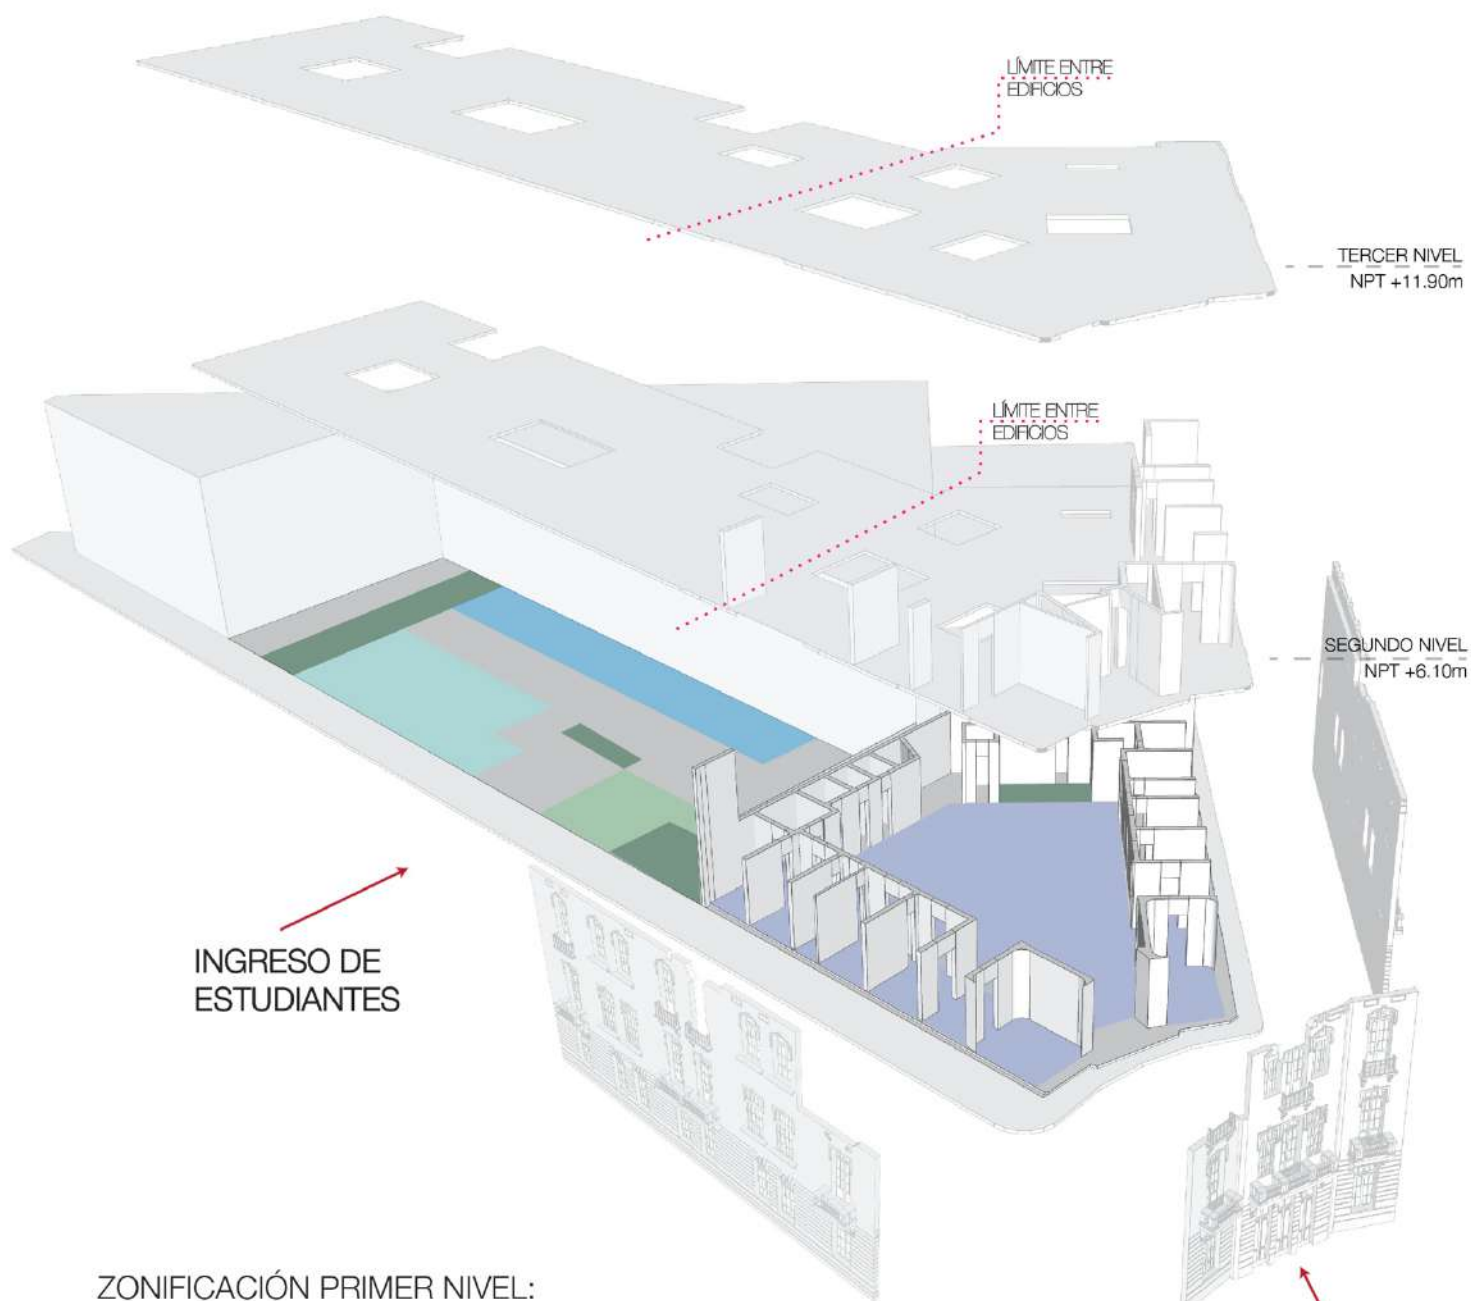 LÍMITE ENTRE
EDIFICIOS
TERCER NIVEL
NPT +11.90m
LÍMITE ENTRE
EDIFICIOS
SEGUNDO NIVEL
NPT +6.10m
INGRESO DE
ESTUDIANTES
ZONIFICACIÓN PRIMER NIVEL: